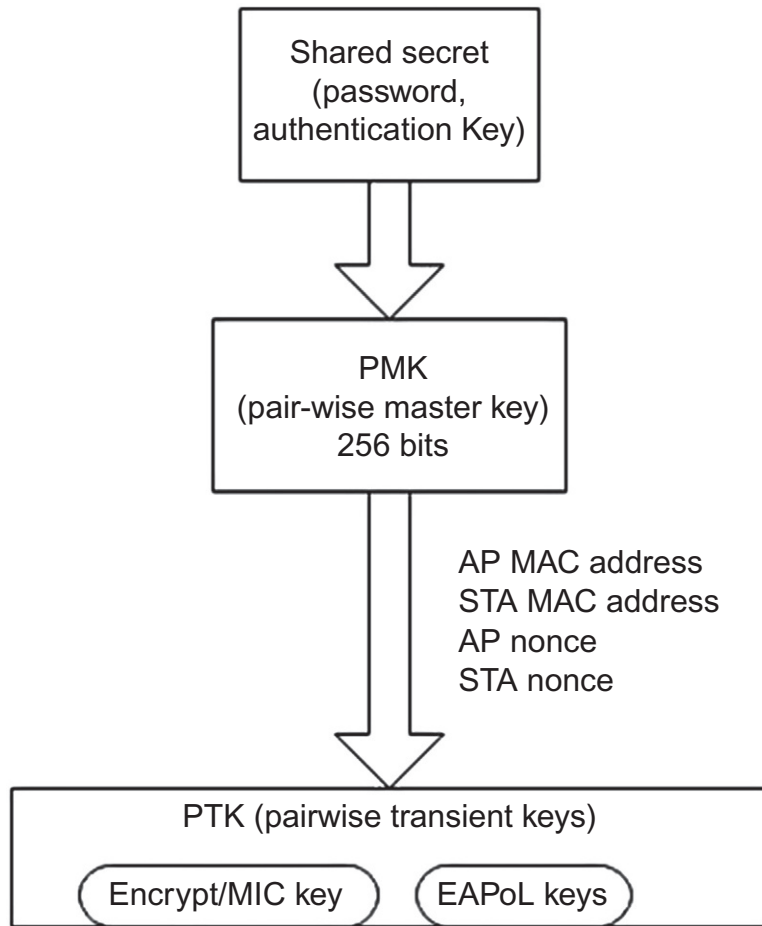 Shared secret
(password,
authentication Key)
PMK
(pair-wise master key)
256 bits
AP MAC address
STA MAC address
AP nonce
STA nonce
PTK (pairwise transient keys)
Encrypt/MIC key
EAPoL keys